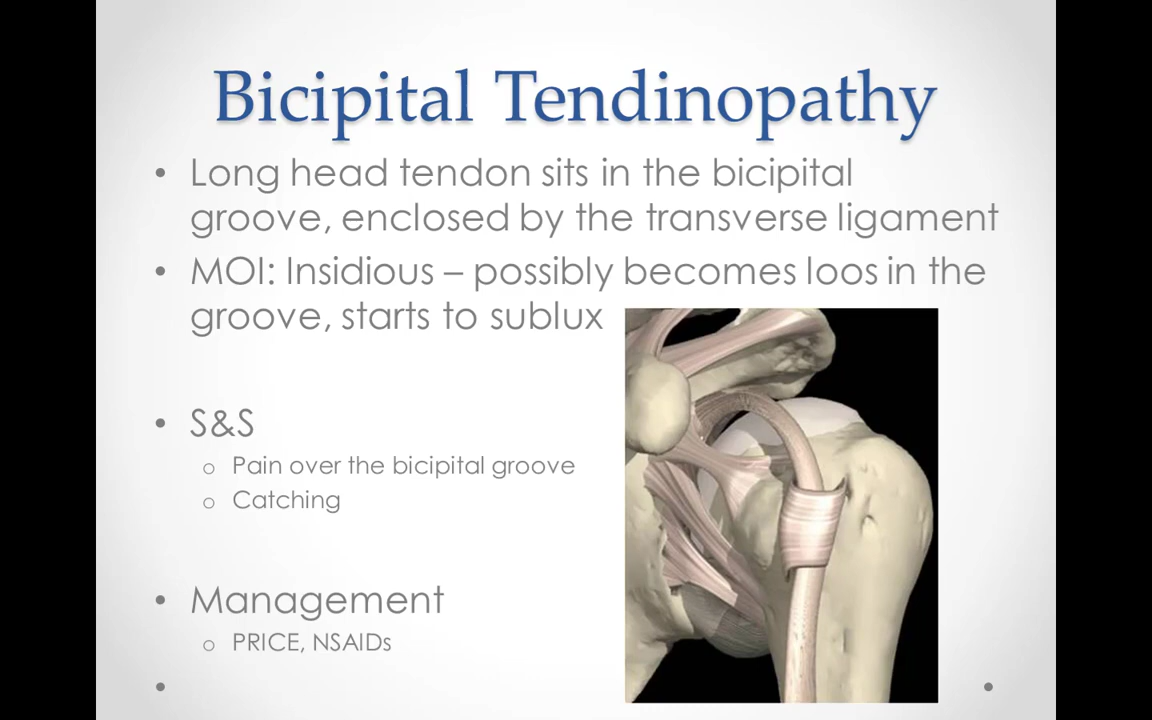 Bicipital Tendinopathy
• Long head tendon sits in the bicipital
groove, enclosed by the transverse ligament
• MOI: Insidious – possibly becomes loos in the
groove, starts to sublux
• S&S
o Pain over the bicipital groove
o Catching
• Management
o PRICE, NSAIDs